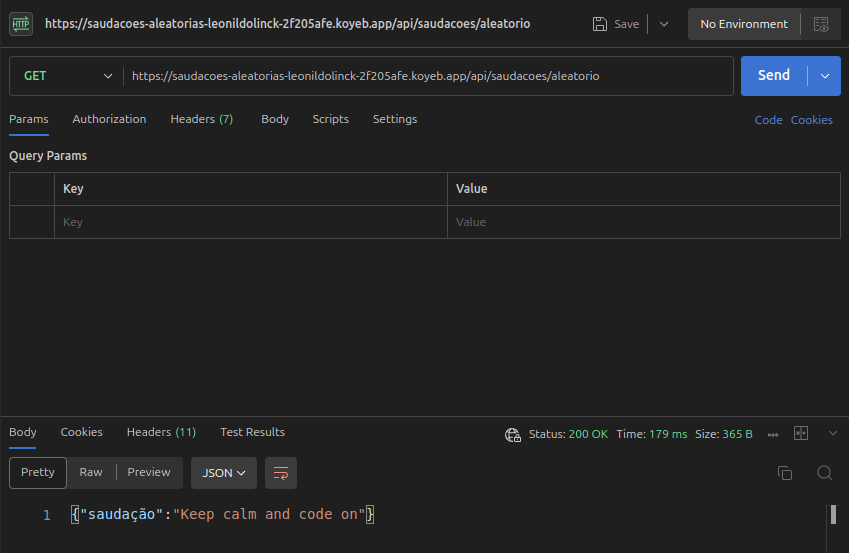 HTTP https://saudacoes-aleatorias-leonildolinck-2f205afe.koyeb.app/api/saudacoes/aleatorio Save No Environment
GET https://saudacoes-aleatorias-leonildolinck-2f205afe.koyeb.app/api/saudacoes/aleatorio Send
Params Authorization Headers (7) Body Scripts Settings Code Cookies
Query Params
Key Value
Key Value
Body Cookies Headers (11) Test Results Status: 200 OK Time: 179 ms Size: 365 B
Pretty Raw Preview JSON
1 {"saudação":"Keep calm and code on"}